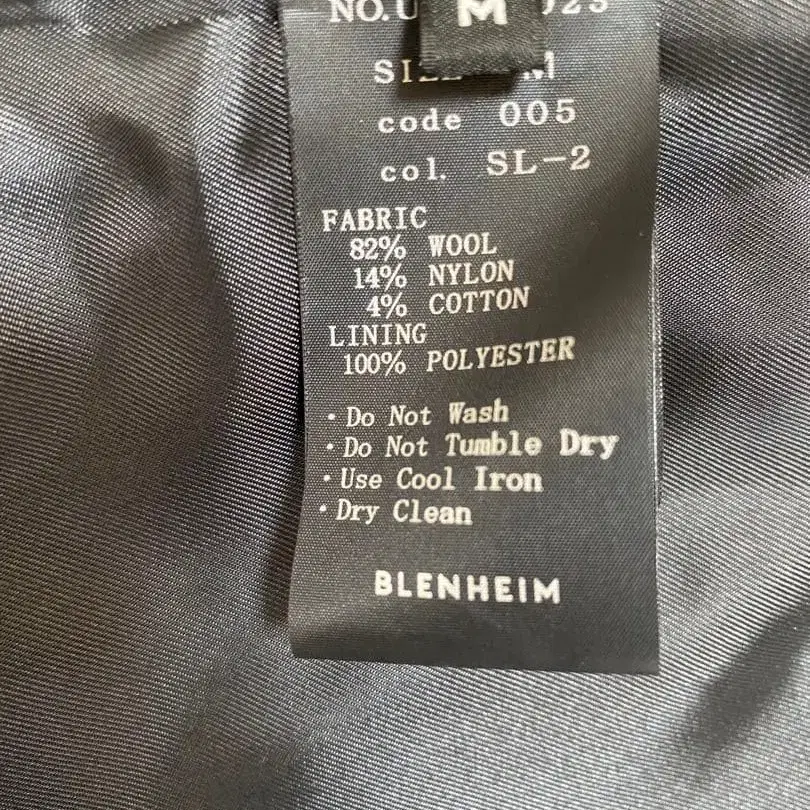 M
SIZE M
code 005
col. SL-2
FABRIC
82% WOOL
14% NYLON
4% COTTON
LINING
100% POLYESTER
・Do Not Wash
・Do Not Tumble Dry
・Use Cool Iron
・Dry Clean
BLENHEIM